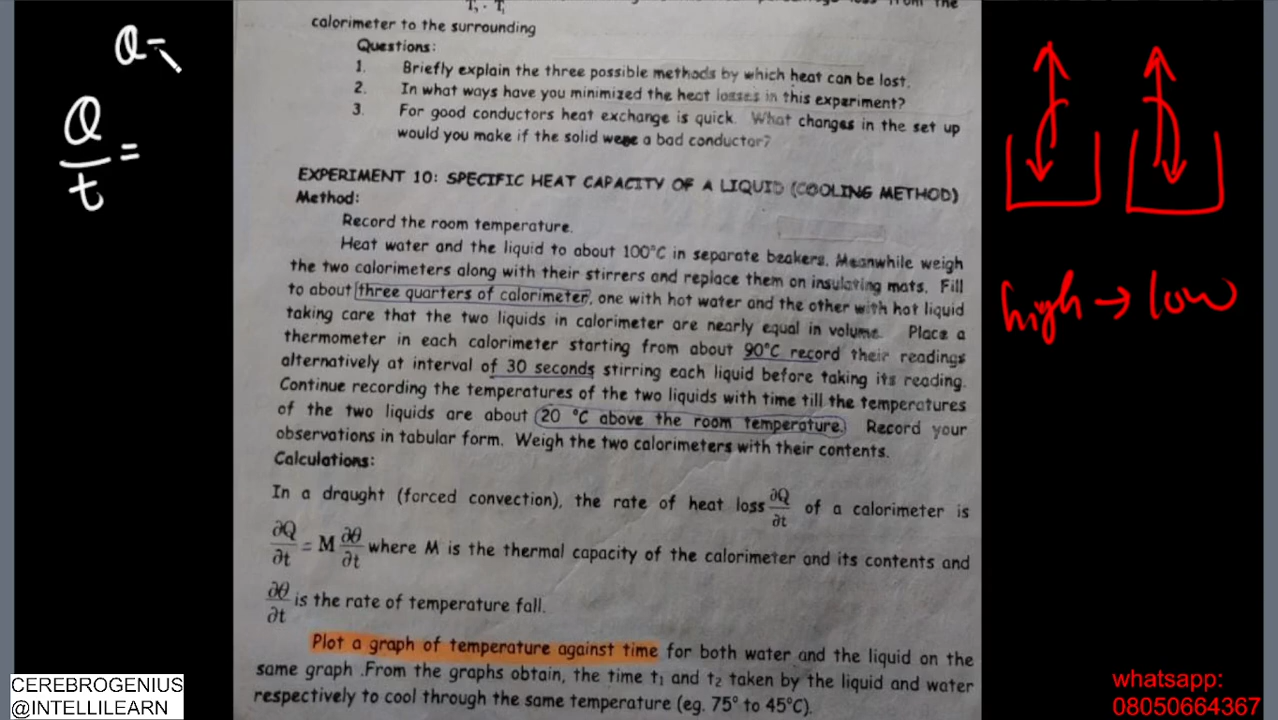 Q=
Q/t =
T₃ - T₁
calorimeter to the surrounding
Questions:
1. Briefly explain the three possible methods by which heat can be lost.
2. In what ways have you minimized the heat losses in this experiment?
3. For good conductors heat exchange is quick. What changes in the set up
would you make if the solid were a bad conductor?
EXPERIMENT 10: SPECIFIC HEAT CAPACITY OF A LIQUID (COOLING METHOD)
Method:
Record the room temperature.
Heat water and the liquid to about 100°C in separate beakers. Meanwhile weigh
the two calorimeters along with their stirrers and replace them on insulating mats. Fill
to about three quarters of calorimeter, one with hot water and the other with hot liquid
taking care that the two liquids in calorimeter are nearly equal in volume. Place a
thermometer in each calorimeter starting from about 90°C record their readings
alternatively at interval of 30 seconds stirring each liquid before taking its reading.
Continue recording the temperatures of the two liquids with time till the temperatures
of the two liquids are about 20 °C above the room temperature. Record your
observations in tabular form. Weigh the two calorimeters with their contents.
Calculations:
In a draught (forced convection), the rate of heat loss ∂Q/∂t of a calorimeter is
∂Q/∂t = M ∂θ/∂t where M is the thermal capacity of the calorimeter and its contents and
∂θ/∂t is the rate of temperature fall.
Plot a graph of temperature against time for both water and the liquid on the
same graph .From the graphs obtain, the time t₁ and t₂ taken by the liquid and water
respectively to cool through the same temperature (eg. 75° to 45°C).
high → low
CEREBROGENIUS
@INTELLILEARN
whatsapp:
08050664367